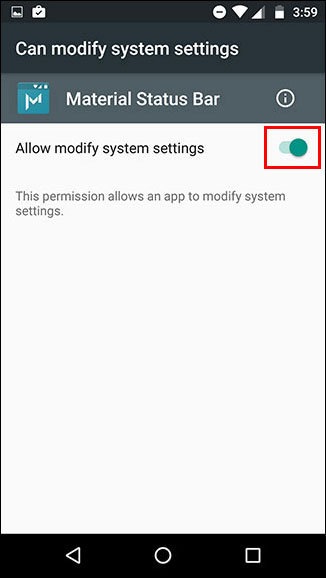 3:59
Can modify system settings
Material Status Bar
Allow modify system settings
This permission allows an app to modify system
settings.